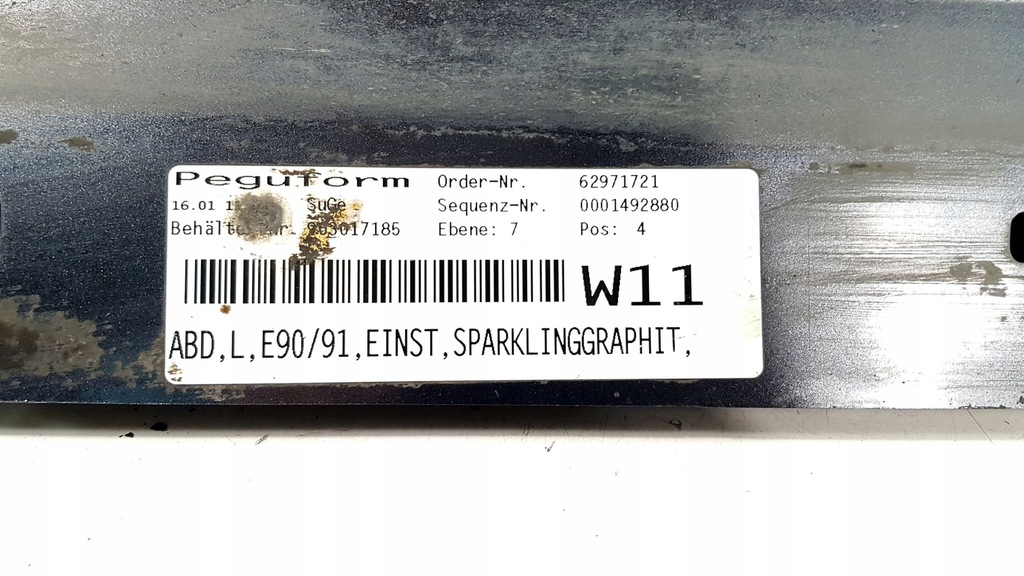 Peguform Order-Nr. 62971721
16.01 SuGe Sequenz-Nr. 0001492880
Ebene: 7 Pos: 4
W11
ABD,L,E90/91,EINST,SPARKLINGGRAPHIT,